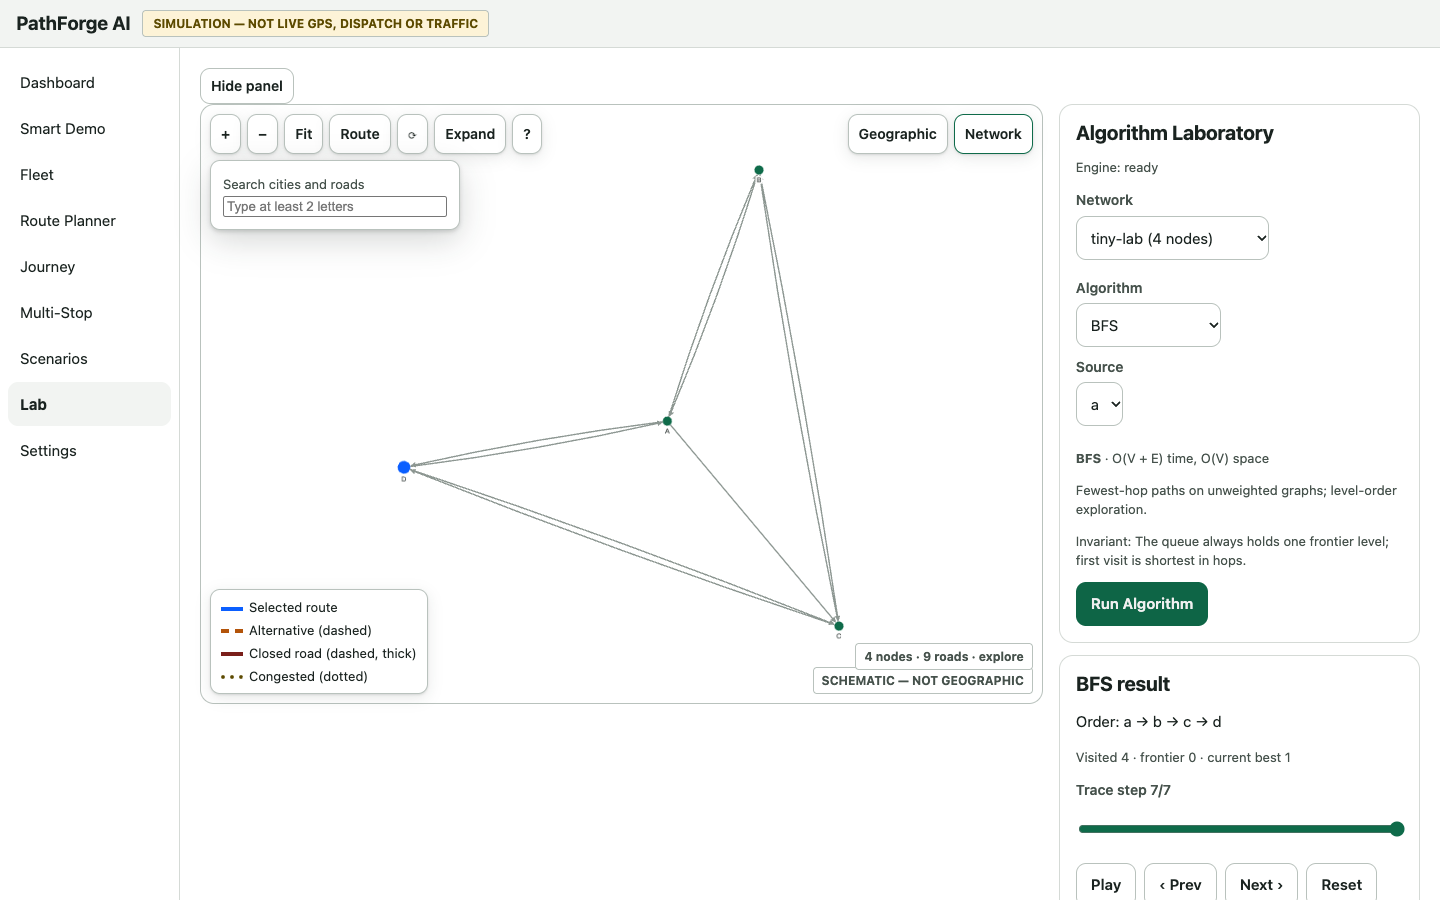 PathForge AI
SIMULATION — NOT LIVE GPS, DISPATCH OR TRAFFIC
Dashboard
Smart Demo
Fleet
Route Planner
Journey
Multi-Stop
Scenarios
Lab
Settings
Hide panel
+
−
Fit
Route
⟳
Expand
?
Geographic
Network
Search cities and roads
Type at least 2 letters
B
A
D
C
Selected route
Alternative (dashed)
Closed road (dashed, thick)
Congested (dotted)
4 nodes · 9 roads · explore
SCHEMATIC — NOT GEOGRAPHIC
Algorithm Laboratory
Engine: ready
Network
tiny-lab (4 nodes)
Algorithm
BFS
Source
a
BFS · O(V + E) time, O(V) space
Fewest-hop paths on unweighted graphs; level-order
exploration.
Invariant: The queue always holds one frontier level;
first visit is shortest in hops.
Run Algorithm
BFS result
Order: a → b → c → d
Visited 4 · frontier 0 · current best 1
Trace step 7/7
Play
‹ Prev
Next ›
Reset